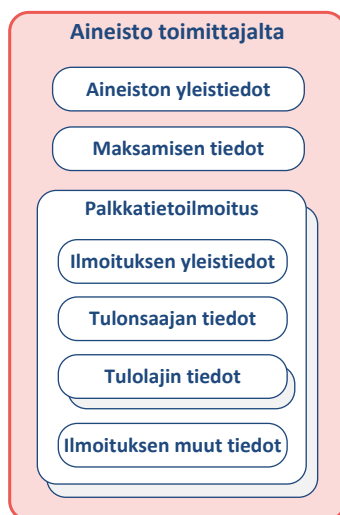 Aineisto toimittajalta
Aineiston yleistiedot
Maksamisen tiedot
Palkkatietoilmoitus
Ilmoituksen yleistiedot
Tulonsaajan tiedot
Tulolajin tiedot
Ilmoituksen muut tiedot